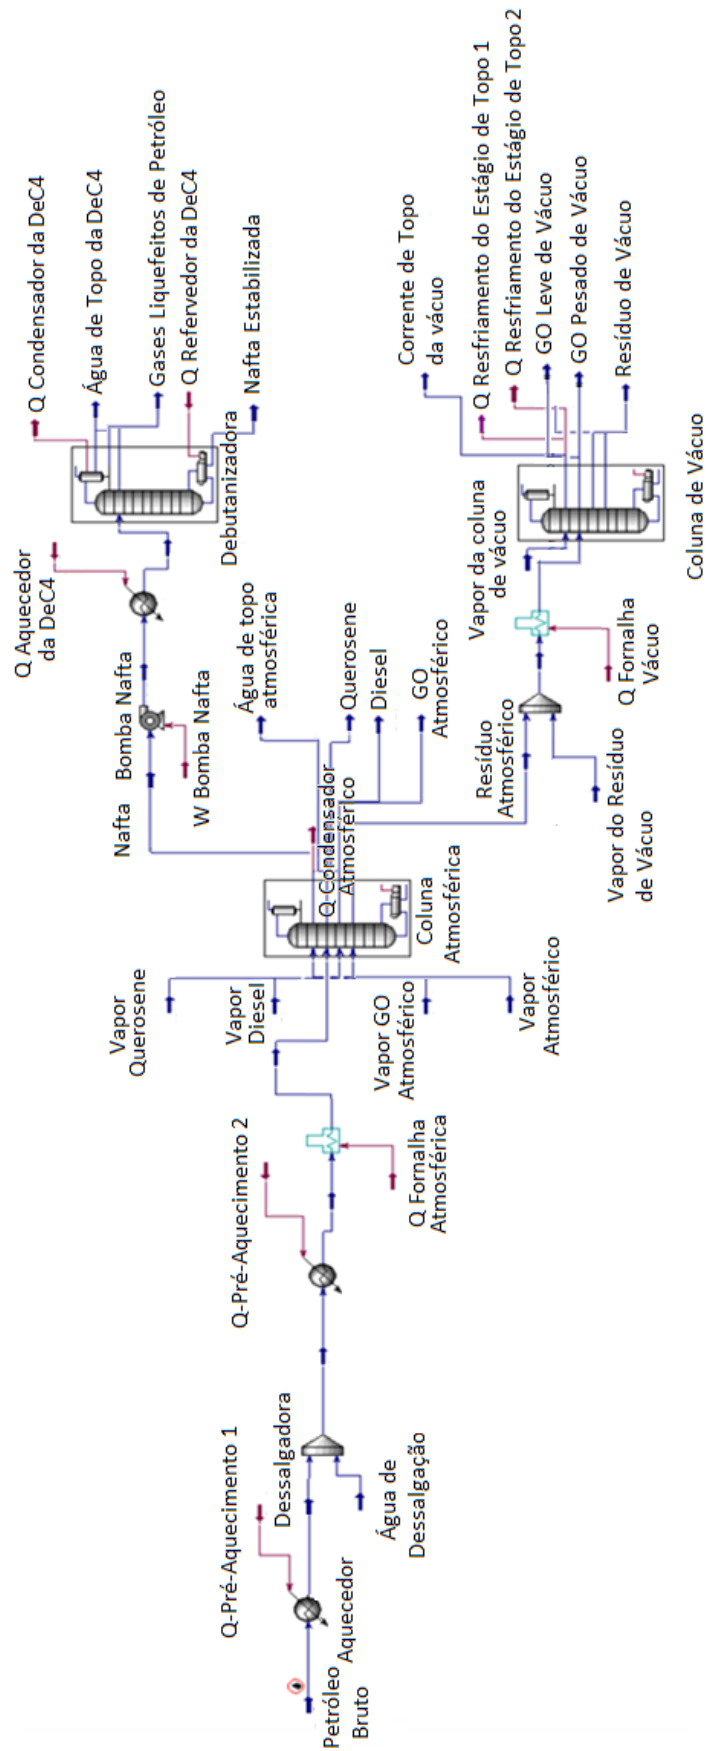 Petróleo
Bruto
Aquecedor
Q-Pré-Aquecimento 1
Dessalgadora
Água de
Dessalgação
Q-Pré-Aquecimento 2
Q Fornalha
Atmosférica
Vapor
Querosene
Vapor
Diesel
Vapor GO
Atmosférico
Vapor
Atmosférico
Coluna
Atmosférica
Q-Condensador
Atmosférico
Nafta
Bomba Nafta
W Bomba Nafta
Água de topo
atmosférica
Querosene
Diesel
GO
Atmosférico
Resíduo
Atmosférico
Vapor do Resíduo
de Vácuo
Q Aquecedor
da DeC4
Debutanizadora
Q Condensador da DeC4
Água de Topo da DeC4
Gases Liquefeitos de Petróleo
Q Refervedor da DeC4
Nafta Estabilizada
Q Fornalha
Vácuo
Vapor da coluna
de vácuo
Coluna de Vácuo
Corrente de Topo
da vácuo
Q Resfriamento do Estágio de Topo 1
Q Resfriamento do Estágio de Topo 2
GO Leve de Vácuo
GO Pesado de Vácuo
Resíduo de Vácuo